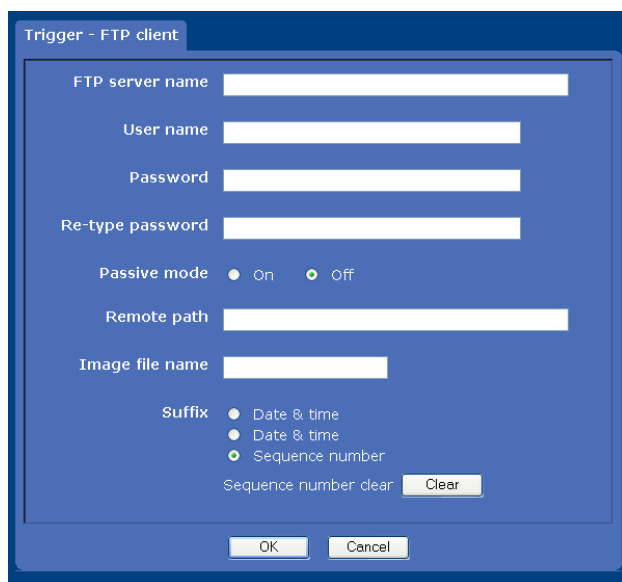 Trigger - FTP client
FTP server name
User name
Password
Re-type password
Passive mode On Off
Remote path
Image file name
Suffix Date & time
Date & time
Sequence number
Sequence number clear Clear
OK Cancel